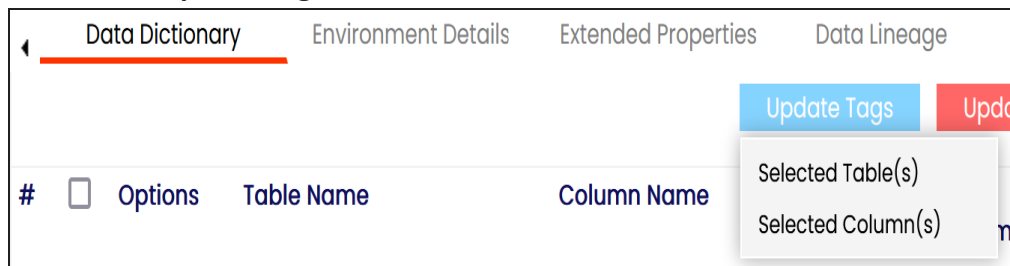 Data Dictionary Environment Details Extended Properties Data Lineage
Update Tags
Selected Table(s)
# Options Table Name Column Name
Selected Column(s)